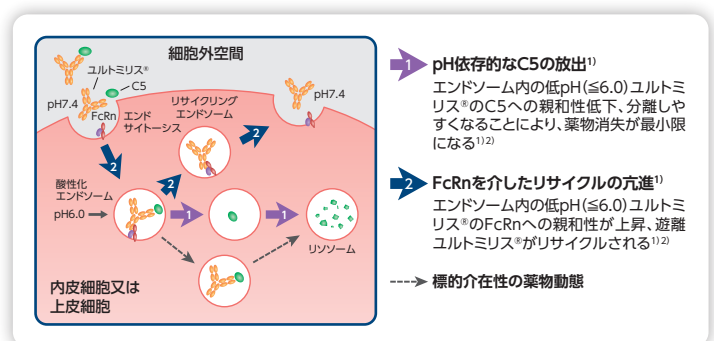 細胞外空間
ユルトミリス®
C5
pH7.4
FcRn
エンド
サイトーシス
リサイクリング
エンドソーム
pH7.4
2
2
2
酸性化
エンドソーム
pH6.0
1
1
リソソーム
内皮細胞又は
上皮細胞
1 pH依存的なC5の放出1)
エンドソーム内の低pH(≦6.0)ユルトミ
リス®のC5への親和性低下、分離しや
すくなることにより、薬物消失が最小限
になる1)2)
2 FcRnを介したリサイクルの亢進1)
エンドソーム内の低pH(≦6.0)ユルトミ
リス®のFcRnへの親和性が上昇、遊離
ユルトミリス®がリサイクルされる1)2)
標的介在性の薬物動態